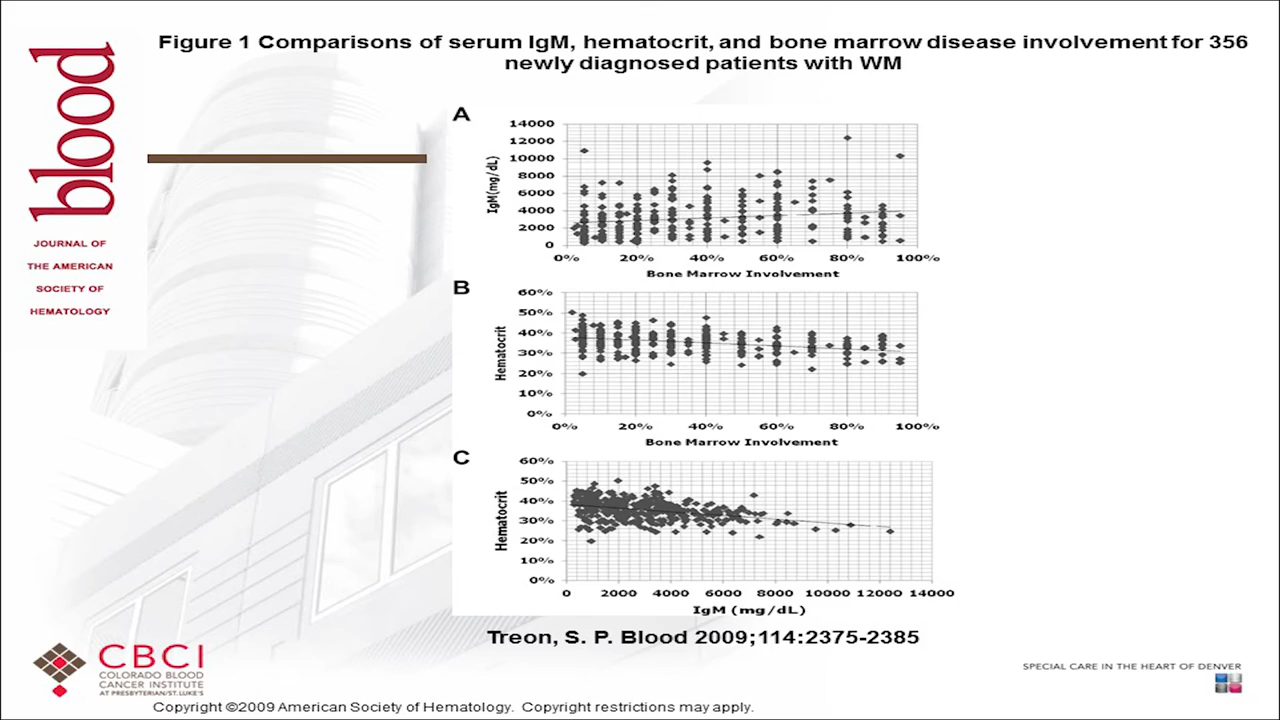 Figure 1 Comparisons of serum IgM, hematocrit, and bone marrow disease involvement for 356
newly diagnosed patients with WM
blood
JOURNAL OF
THE AMERICAN
SOCIETY OF
HEMATOLOGY
A
14000
12000
10000
8000
6000
4000
2000
0
IgM(mg/dL)
0% 20% 40% 60% 80% 100%
Bone Marrow Involvement
B
60%
50%
40%
30%
20%
10%
0%
Hematocrit
0% 20% 40% 60% 80% 100%
Bone Marrow Involvement
C
60%
50%
40%
30%
20%
10%
0%
Hematocrit
0 2000 4000 6000 8000 10000 12000 14000
IgM (mg/dL)
Treon, S. P. Blood 2009;114:2375-2385
CBCI
COLORADO BLOOD
CANCER INSTITUTE
AT PRESBYTERIAN/ST. LUKE'S
SPECIAL CARE IN THE HEART OF DENVER
Copyright ©2009 American Society of Hematology. Copyright restrictions may apply.